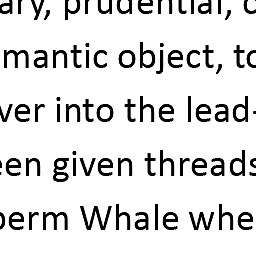 ary, prudential, c
mantic object, to
ver into the lead-
een given threads
perm Whale whe